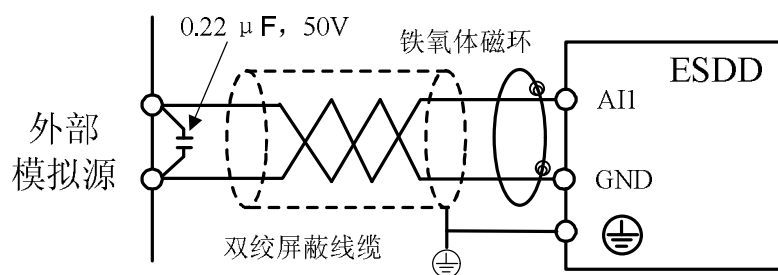 0.22 μF，50V
铁氧体磁环
ESDD
AI1
外部
模拟源
GND
双绞屏蔽线缆